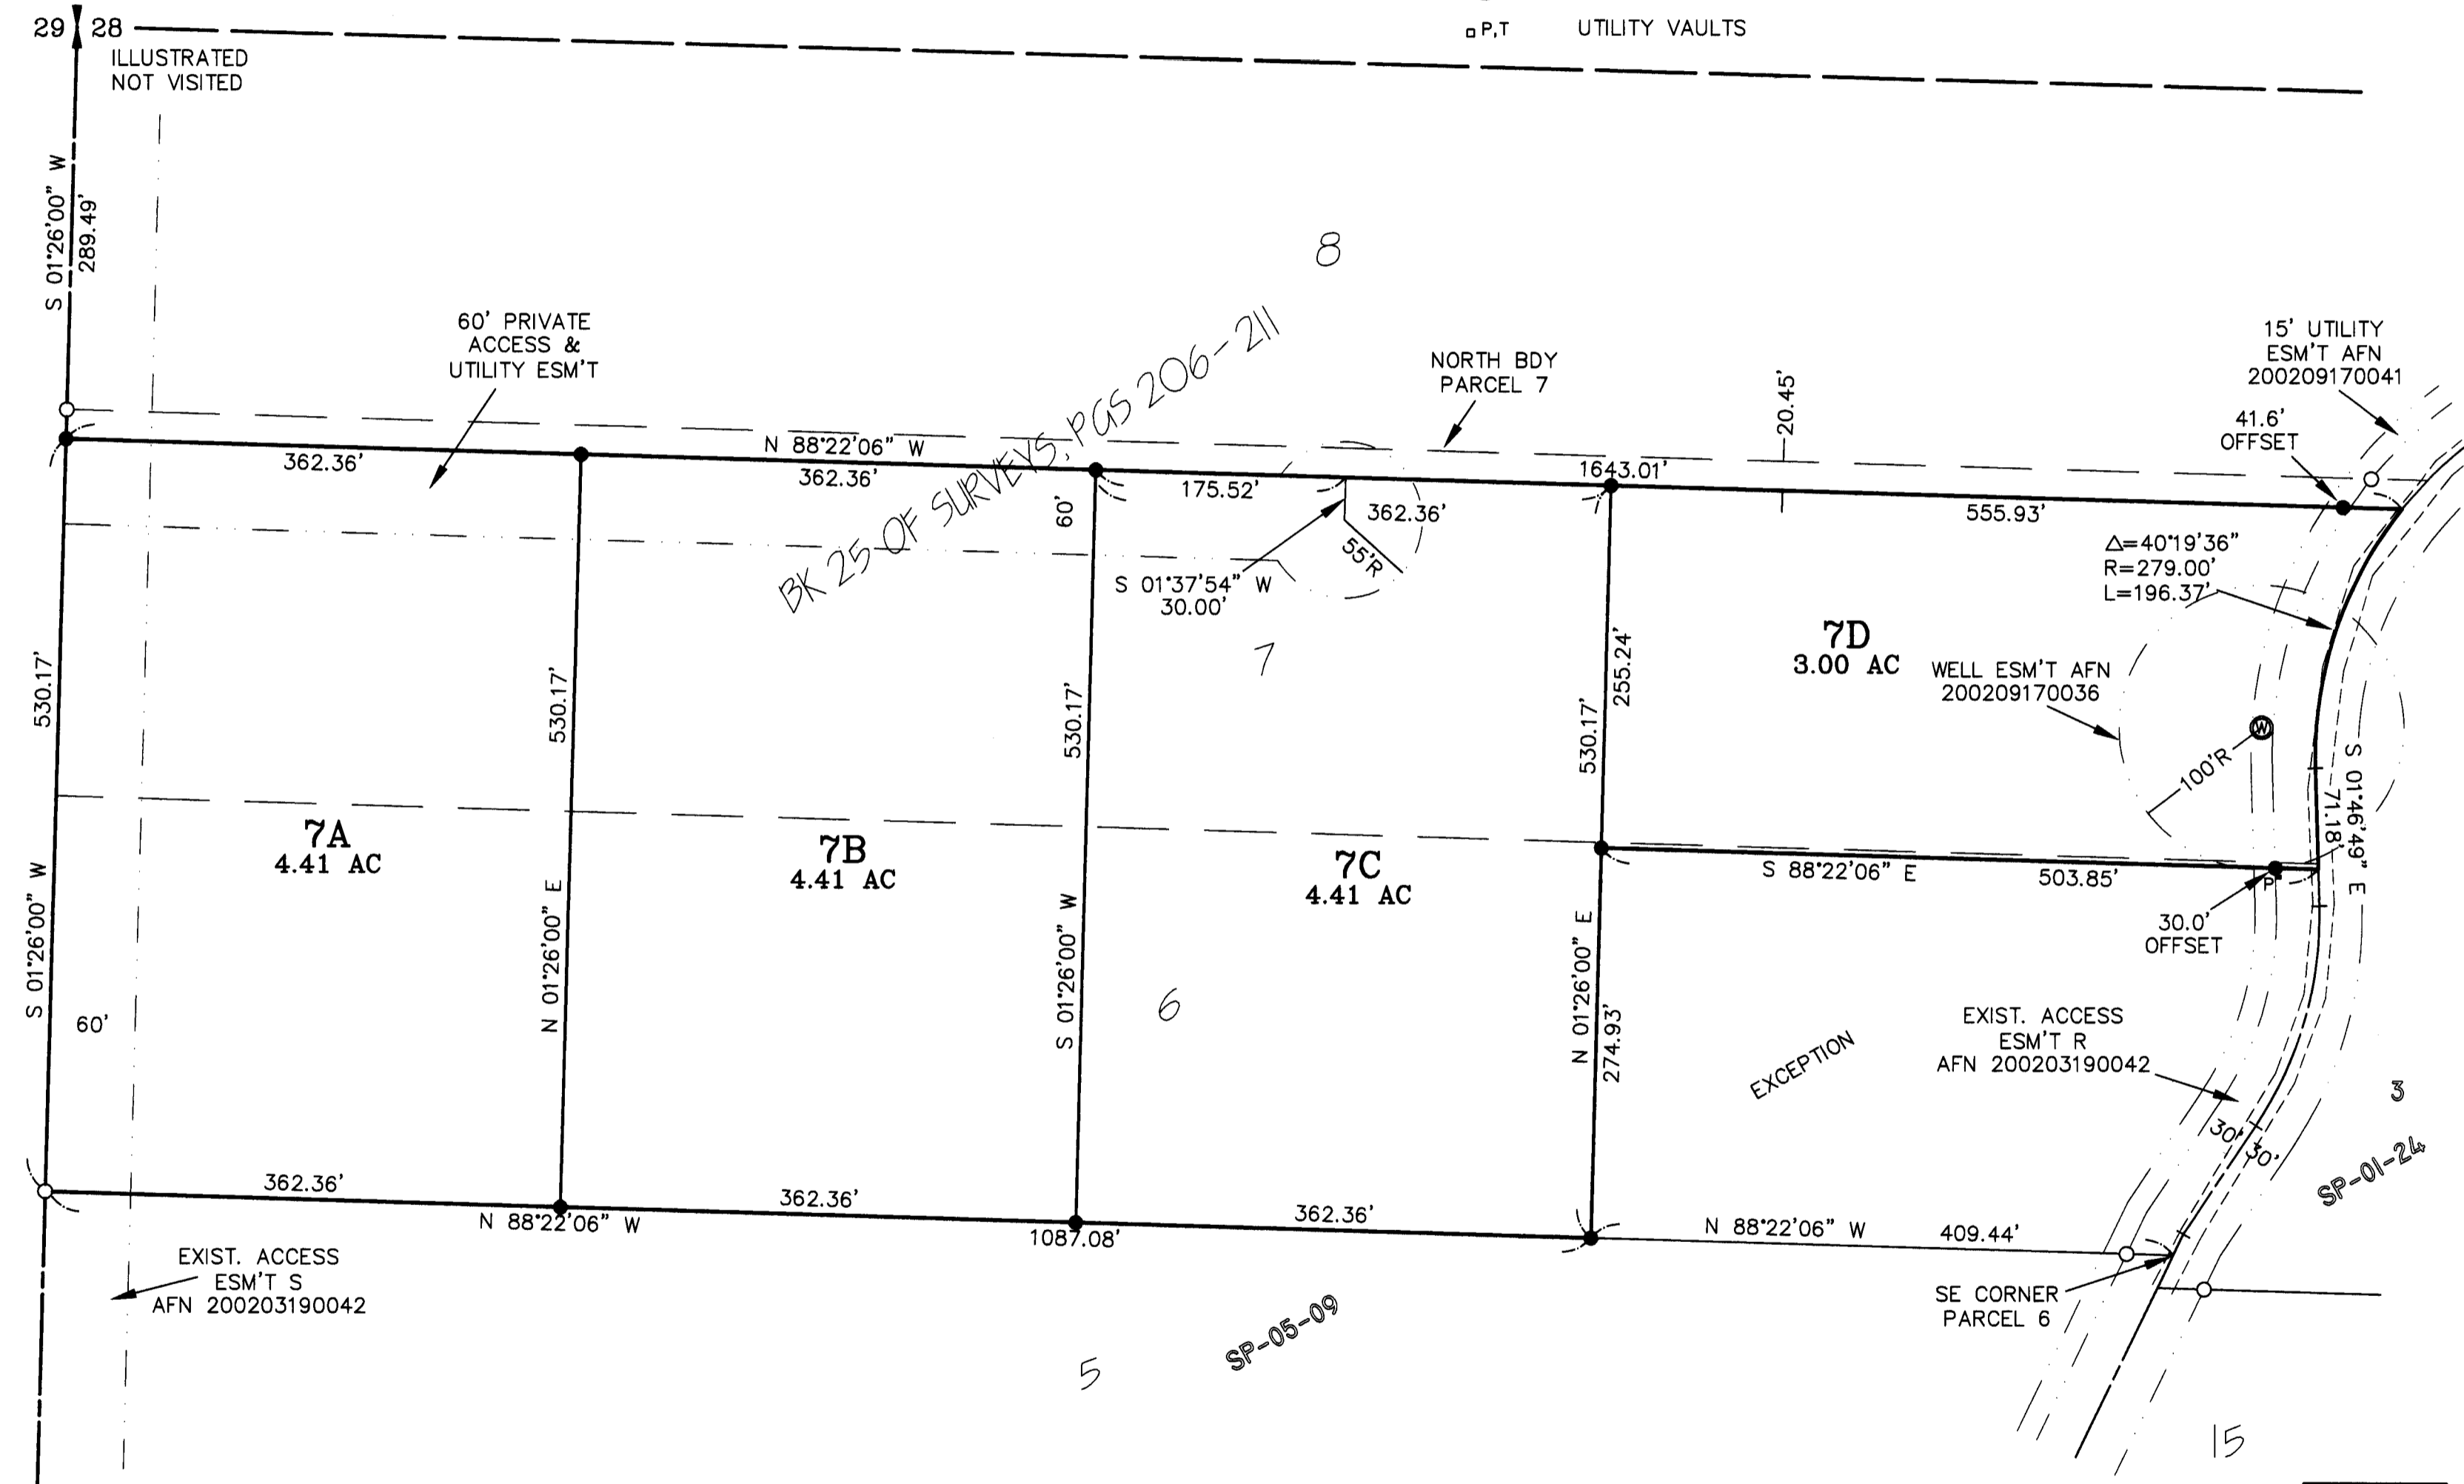 29 28
□ P,T UTILITY VAULTS
ILLUSTRATED
NOT VISITED
S 01°26'00" W
289.49'
8
60' PRIVATE
ACCESS &
UTILITY ESM'T
BK 25 OF SURVEYS, PGS 206-211
NORTH BDY
PARCEL 7
20.45'
15' UTILITY
ESM'T AFN
200209170041
41.6'
OFFSET
N 88°22'06" W
1643.01'
362.36'
362.36'
175.52'
362.36'
555.93'
60'
55'R
S 01°37'54" W
30.00'
Δ=40°19'36"
R=279.00'
L=196.37'
7
7D
3.00 AC
WELL ESM'T AFN
200209170036
W
100'R
530.17'
530.17'
530.17'
530.17'
255.24'
S 01°46'49" E
71.18'
7A
4.41 AC
7B
4.41 AC
7C
4.41 AC
S 88°22'06" E
503.85'
P
30.0'
OFFSET
S 01°26'00" W
N 01°26'00" E
S 01°26'00" W
N 01°26'00" E
274.93'
60'
6
EXCEPTION
EXIST. ACCESS
ESM'T R
AFN 200203190042
3
30' 30'
SP-01-24
362.36'
362.36'
362.36'
N 88°22'06" W
1087.08'
N 88°22'06" W
409.44'
EXIST. ACCESS
ESM'T S
AFN 200203190042
SE CORNER
PARCEL 6
SP-05-09
5
15